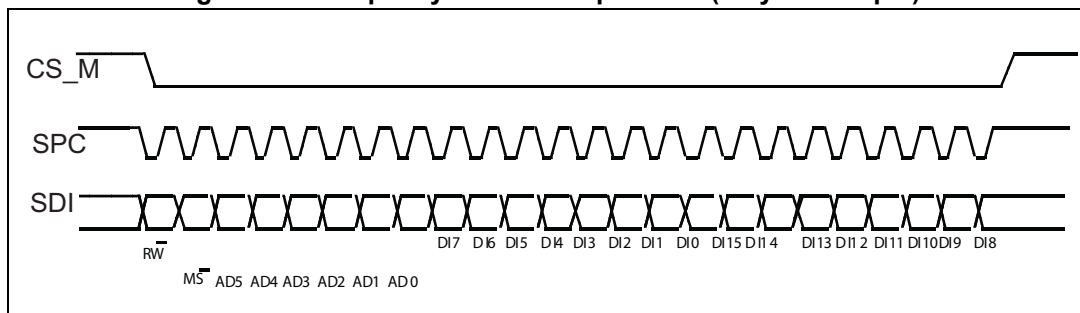 CS_M
SPC
SDI
RW DI7 DI6 DI5 DI4 DI3 DI2 DI1 DI0 DI15 DI14 DI13 DI12 DI11 DI10 DI9 DI8
MS AD5 AD4 AD3 AD2 AD1 AD0